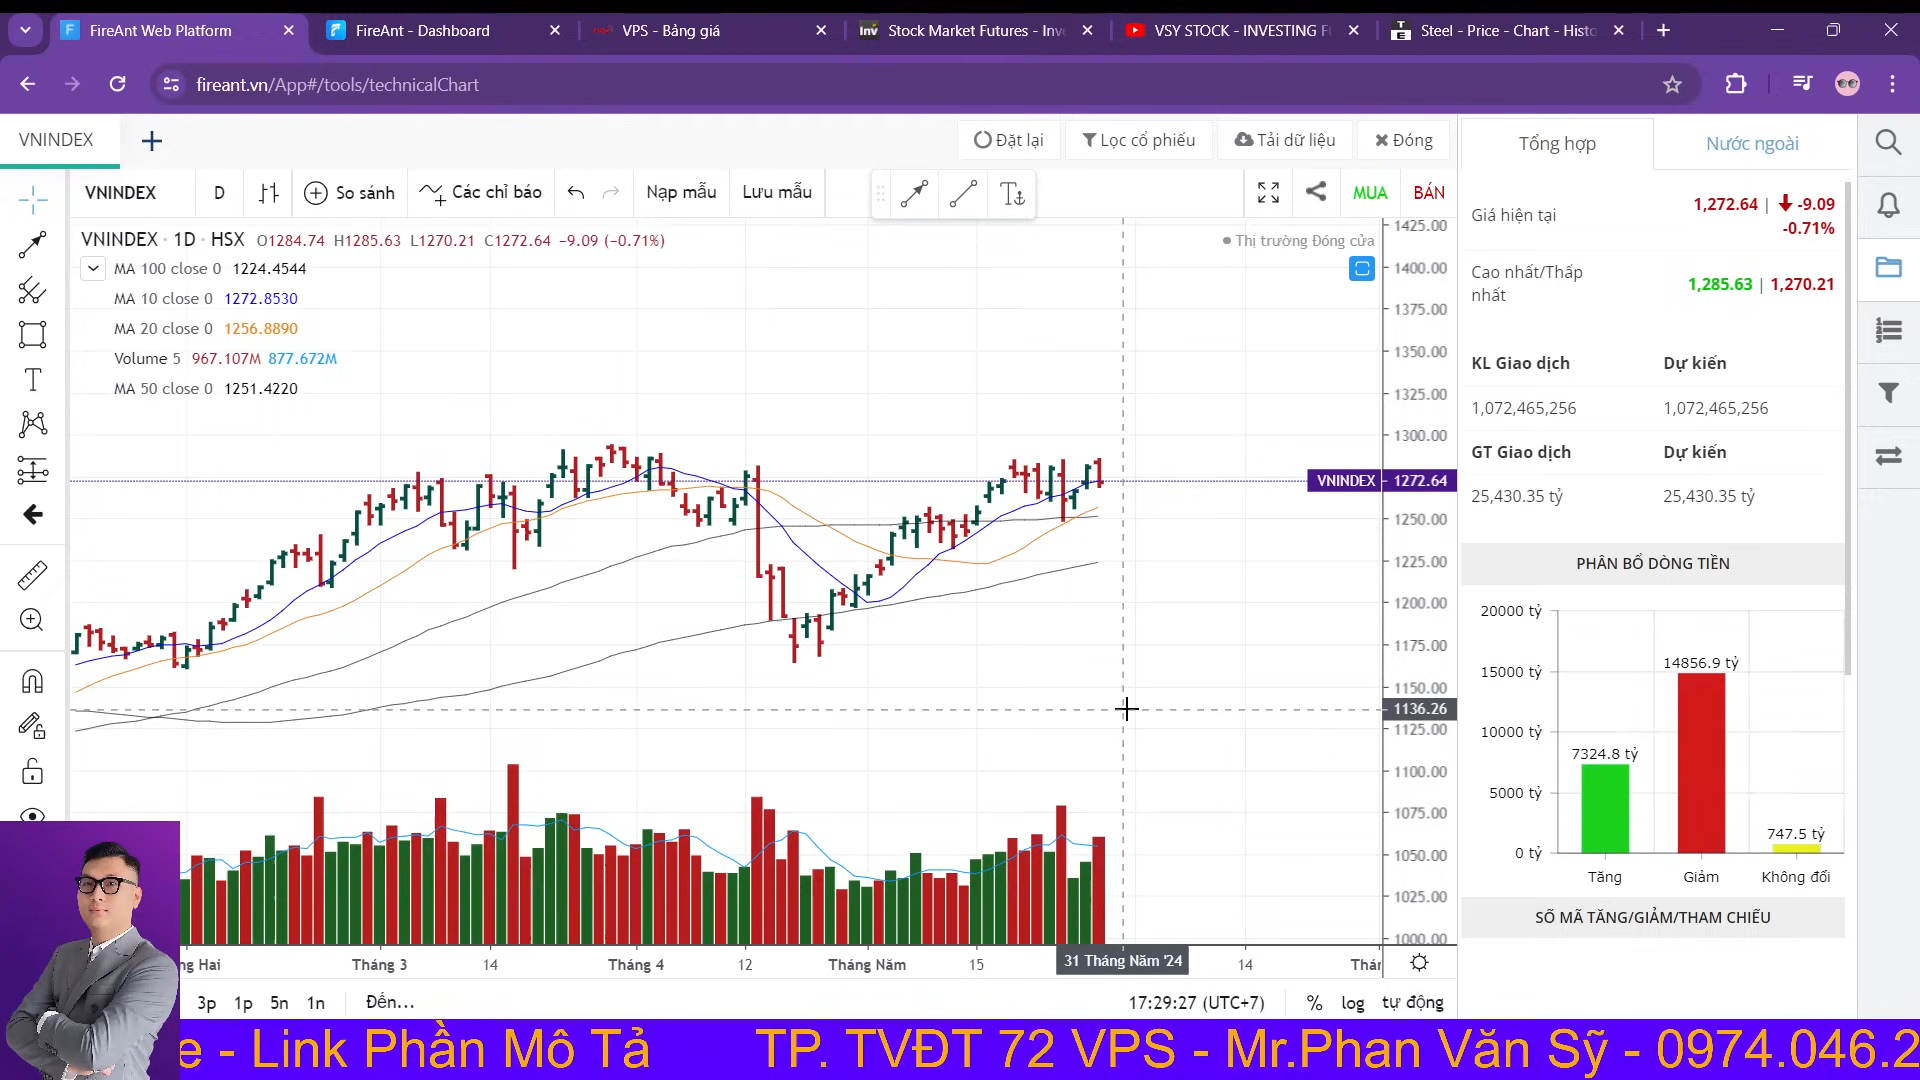 FireAnt Web Platform
FireAnt - Dashboard
VPS - Bảng giá
Stock Market Futures - Inve
VSY STOCK - INVESTING F
Steel - Price - Chart - Histo
fireant.vn/App#/tools/technicalChart
VNINDEX
Đặt lại
Lọc cổ phiếu
Tải dữ liệu
Đóng
VNINDEX
D
So sánh
Các chỉ báo
Nạp mẫu
Lưu mẫu
MUA
BÁN
VNINDEX · 1D · HSX O1284.74 H1285.63 L1270.21 C1272.64 −9.09 (−0.71%)
Thị trường Đóng cửa
MA 100 close 0 1224.4544
MA 10 close 0 1272.8530
MA 20 close 0 1256.8890
Volume 5 967.107M 877.672M
MA 50 close 0 1251.4220
1425.00
1400.00
1375.00
1350.00
1325.00
1300.00
VNINDEX 1272.64
1250.00
1225.00
1200.00
1175.00
1150.00
1136.26
1125.00
1100.00
1075.00
1050.00
1025.00
1000.00
ng Hai
Tháng 3
14
Tháng 4
12
Tháng Năm
15
31 Tháng Năm '24
14
Thár
3p 1p 5n 1n Đến...
17:29:27 (UTC+7)
% log tự động
Tổng hợp
Nước ngoài
Giá hiện tại
1,272.64 | -9.09
-0.71%
Cao nhất/Thấp
nhất
1,285.63 | 1,270.21
KL Giao dịch
Dự kiến
1,072,465,256
1,072,465,256
GT Giao dịch
Dự kiến
25,430.35 tỷ
25,430.35 tỷ
PHÂN BỔ DÒNG TIỀN
20000 tỷ
15000 tỷ
10000 tỷ
5000 tỷ
0 tỷ
7324.8 tỷ
14856.9 tỷ
747.5 tỷ
Tăng
Giảm
Không đổi
SỐ MÃ TĂNG/GIẢM/THAM CHIẾU
e - Link Phần Mô Tả
TP. TVĐT 72 VPS - Mr.Phan Văn Sỹ - 0974.046.2